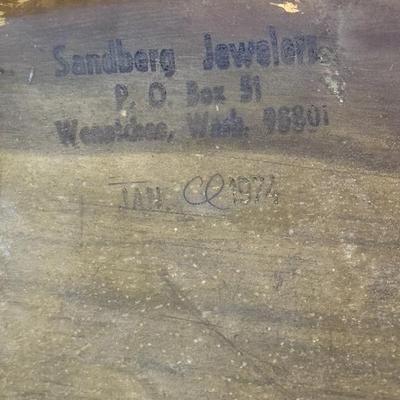 Sandberg Jewelers
P. O. Box 51
Wenatchee, Wash. 98801
JAN. 1974